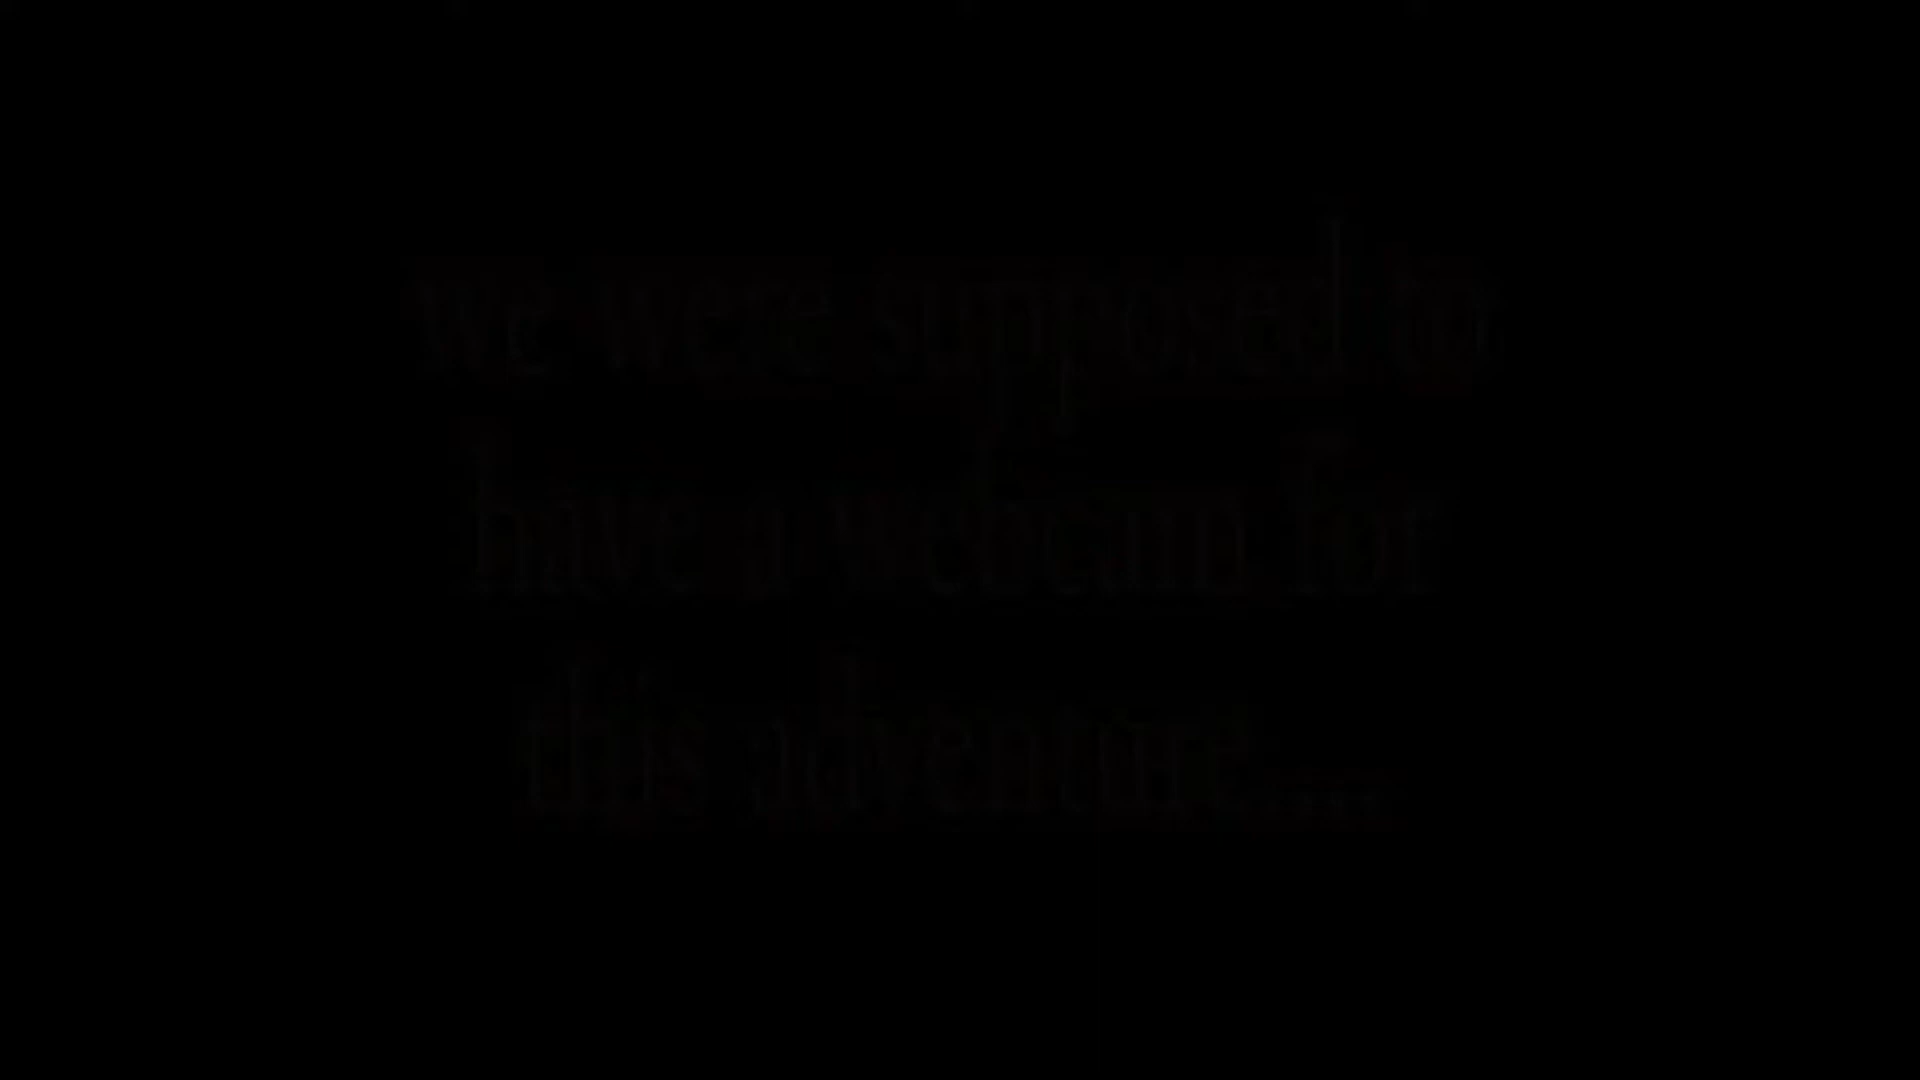 we were supposed to
have a webcam for
this adventure.....